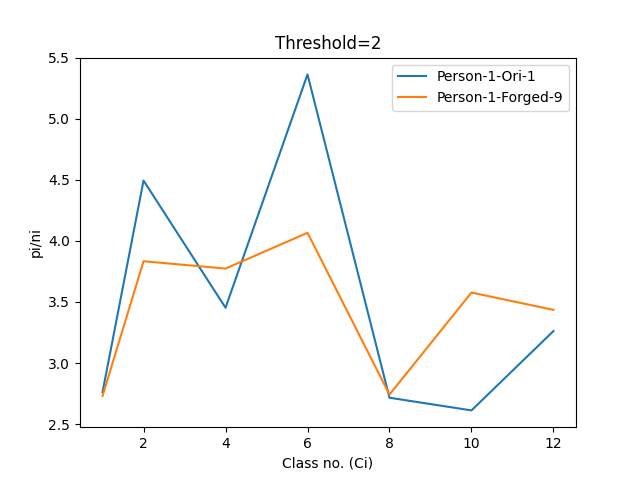 Threshold=2
Person-1-Ori-1
Person-1-Forged-9
5.5
5.0
4.5
4.0
3.5
3.0
2.5
pi/ni
2 4 6 8 10 12
Class no. (Ci)